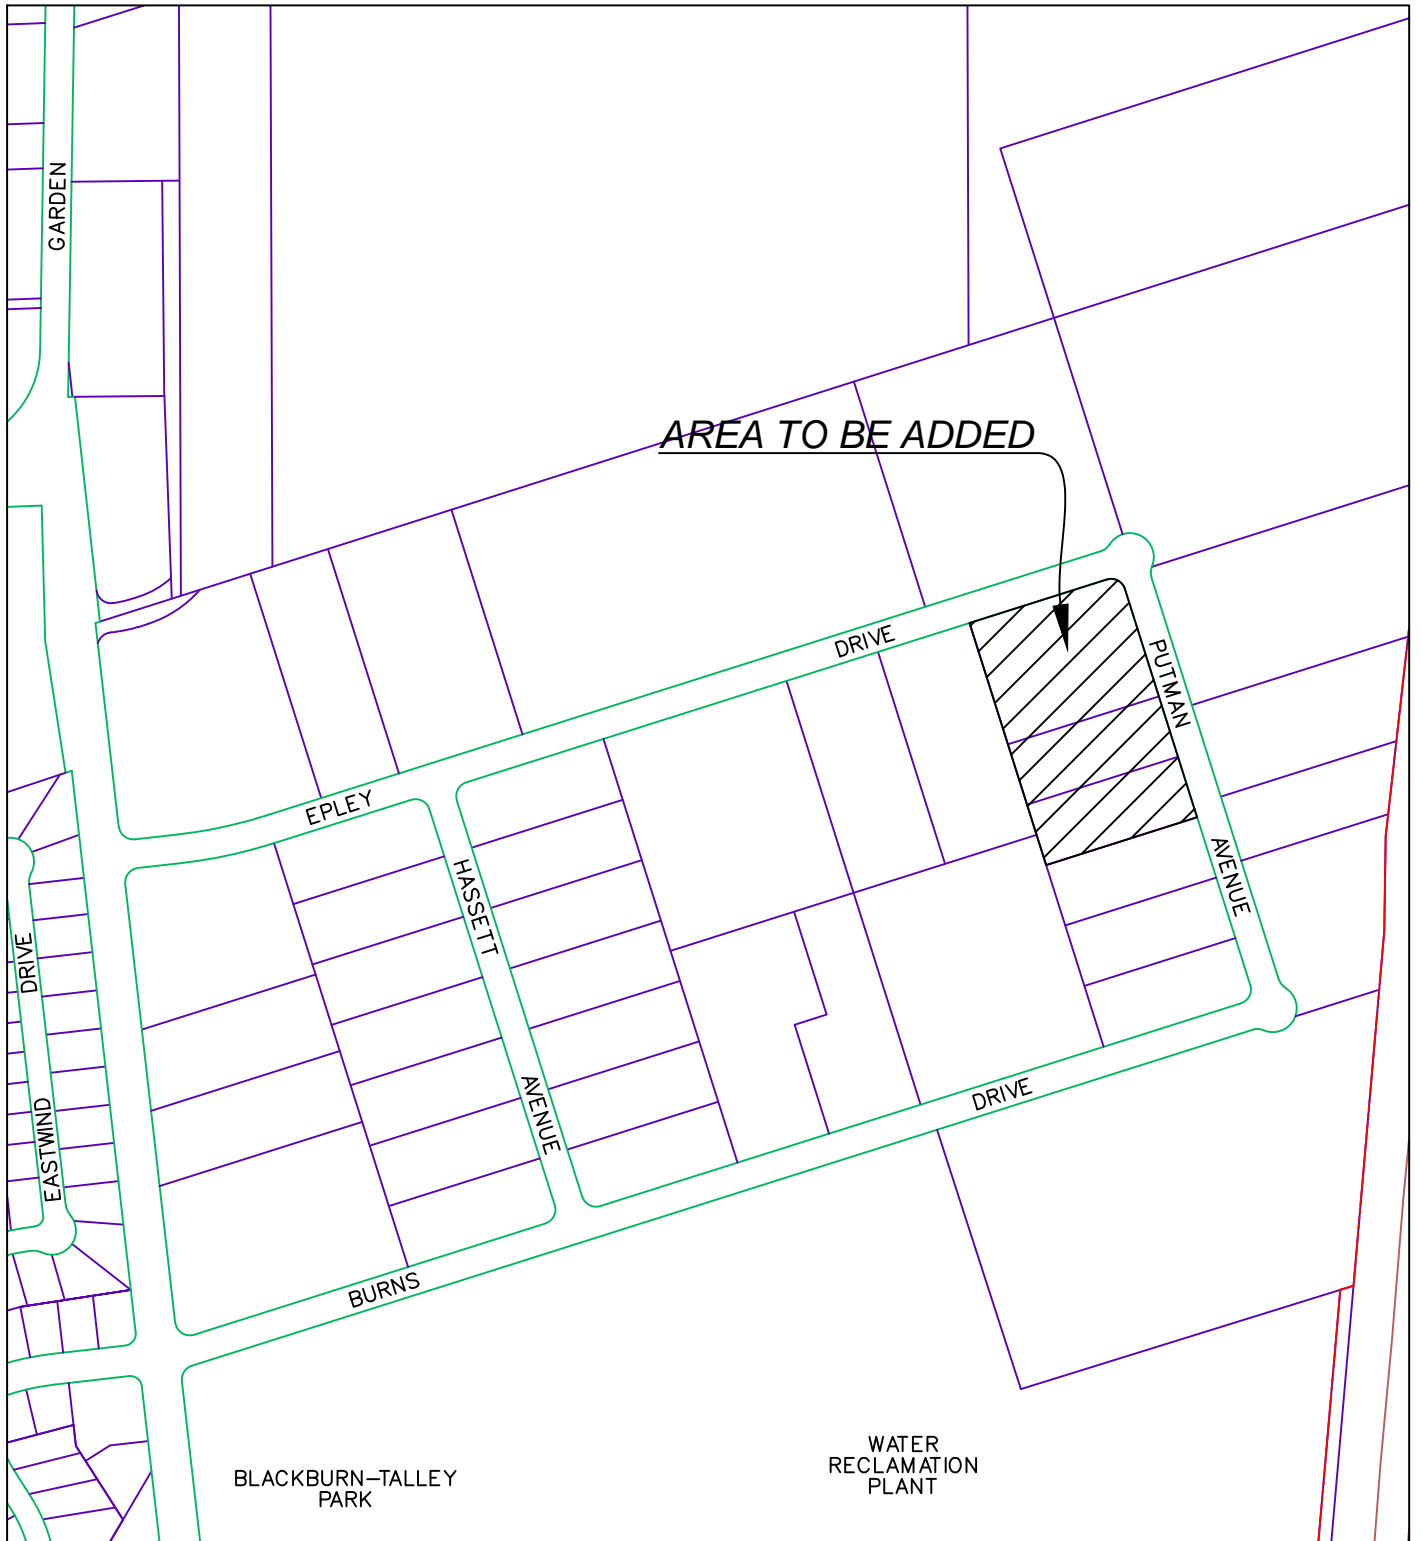 GARDEN
AREA TO BE ADDED
DRIVE
PUTMAN
EPLEY
HASSETT
AVENUE
DRIVE
AVENUE
DRIVE
EASTWIND
BURNS
WATER
RECLAMATION
PLANT
BLACKBURN–TALLEY
PARK